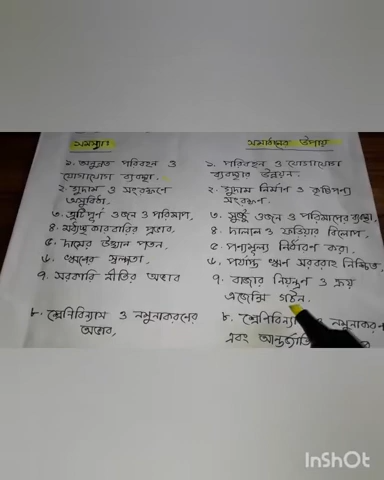 সমস্যা
১. অনুন্নত পরিবহন ও
যোগাযোগ ব্যবস্থা.
২. গুদাম ও সংরক্ষণে
অসুবিধা.
৩. ত্রুটিপূর্ণ ওজন ও পরিমাপ,
৪. মধ্যস্থ কারবারির প্রভাব,
৫. দামের উত্থান পতন.
৬. ঋণের স্বল্পতা.
৭. সরকারি নীতির অভাব
৮. শ্রেণিবিন্যাস ও নমুনাকরণের
অভাব,
সমাধানের উপায়
১. পরিবহন ও যোগাযোগ
ব্যবস্থার উন্নয়ন.
২. গুদাম নির্মাণ ও কৃষিপণ্য
সংরক্ষণ.
৩. সুষ্ঠু ওজন ও পরিমাপের ব্যবস্থা,
৪. দালাল ও ফড়িয়ার বিলোপ.
৫. পণ্যমূল্য নির্ধারণ করা.
৬. পর্যাপ্ত ঋণ সরবরাহ নিশ্চিত,
৭. বাজার নিয়ন্ত্রণ ও ক্রয়
এজেন্সি গঠন.
৮. নমুনাকরণ
এবং
InShOt